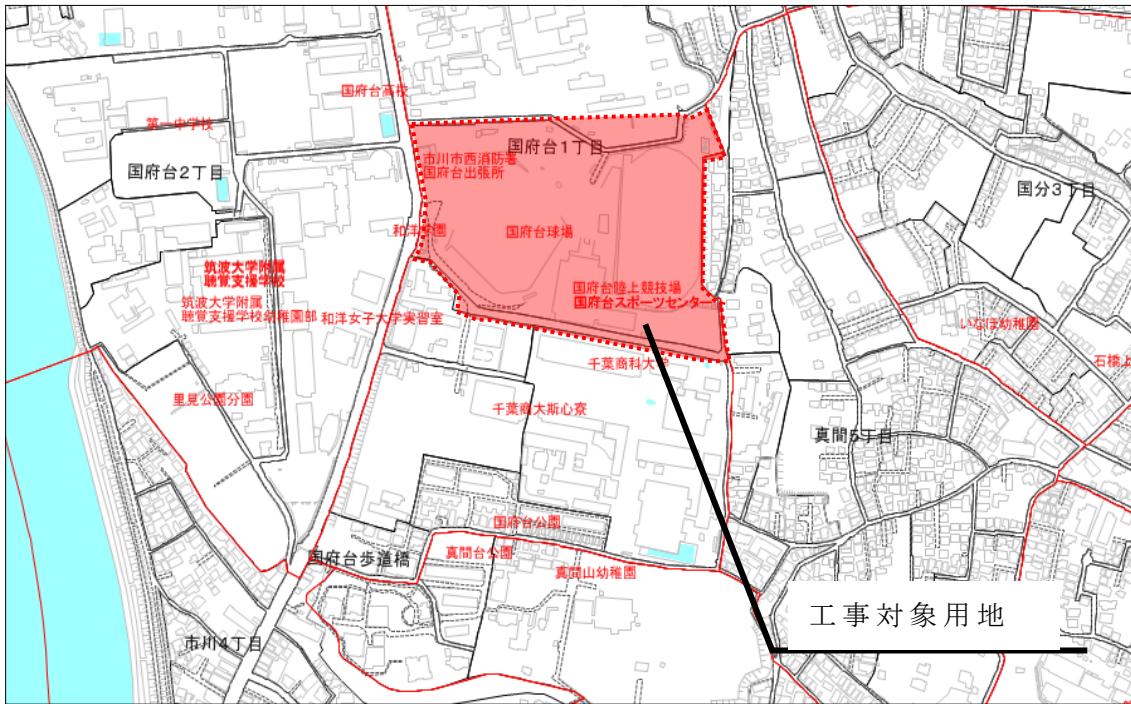 国府台高校
第一中学校
国府台1丁目
市川市西消防署
国府台出張所
国府台2丁目
国分3丁目
和洋学園
国府台球場
筑波大学附属
聴覚支援学校
国府台陸上競技場
国府台スポーツセンター
筑波大学附属
聴覚支援学校幼稚園部
和洋女子大学実習室
いなほ幼稚園
千葉商科大学
石橋上
里見公園分園
千葉商大斯心寮
真間5丁目
国府台公園
国府台歩道橋
真間台公園
真間山幼稚園
工事対象用地
市川4丁目